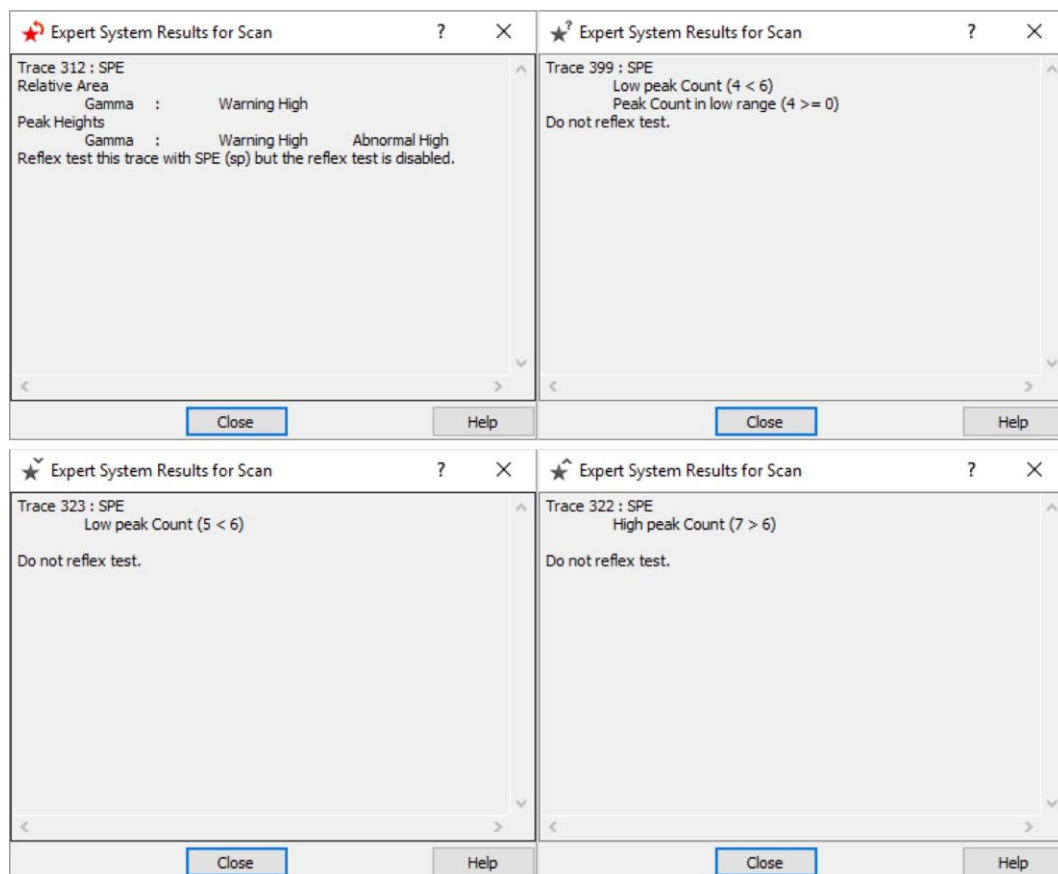 Expert System Results for Scan ?
Trace 312 : SPE
Relative Area
Gamma : Warning High
Peak Heights
Gamma : Warning High Abnormal High
Reflex test this trace with SPE (sp) but the reflex test is disabled.
Close Help
Expert System Results for Scan ?
Trace 399 : SPE
Low peak Count (4 < 6)
Peak Count in low range (4 >= 0)
Do not reflex test.
Close Help
Expert System Results for Scan ?
Trace 323 : SPE
Low peak Count (5 < 6)
Do not reflex test.
Close Help
Expert System Results for Scan ?
Trace 322 : SPE
High peak Count (7 > 6)
Do not reflex test.
Close Help